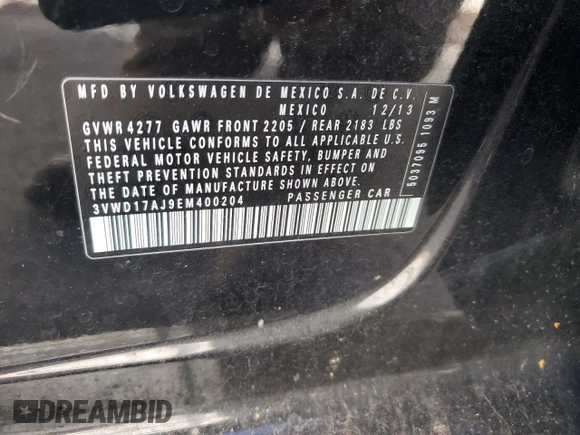 MFD BY VOLKSWAGEN DE MEXICO S.A. DE C.V.
MEXICO 12/13
GVWR 4277 GAWR FRONT 2205 / REAR 2183 LBS
THIS VEHICLE CONFORMS TO ALL APPLICABLE U.S.
FEDERAL MOTOR VEHICLE SAFETY, BUMPER AND
THEFT PREVENTION STANDARDS IN EFFECT ON
DATE OF MANUFACTURE SHOWN ABOVE.
3VWD17AJ9EM400204 PASSENGER CAR
5037095 1093 M
DREAMBID